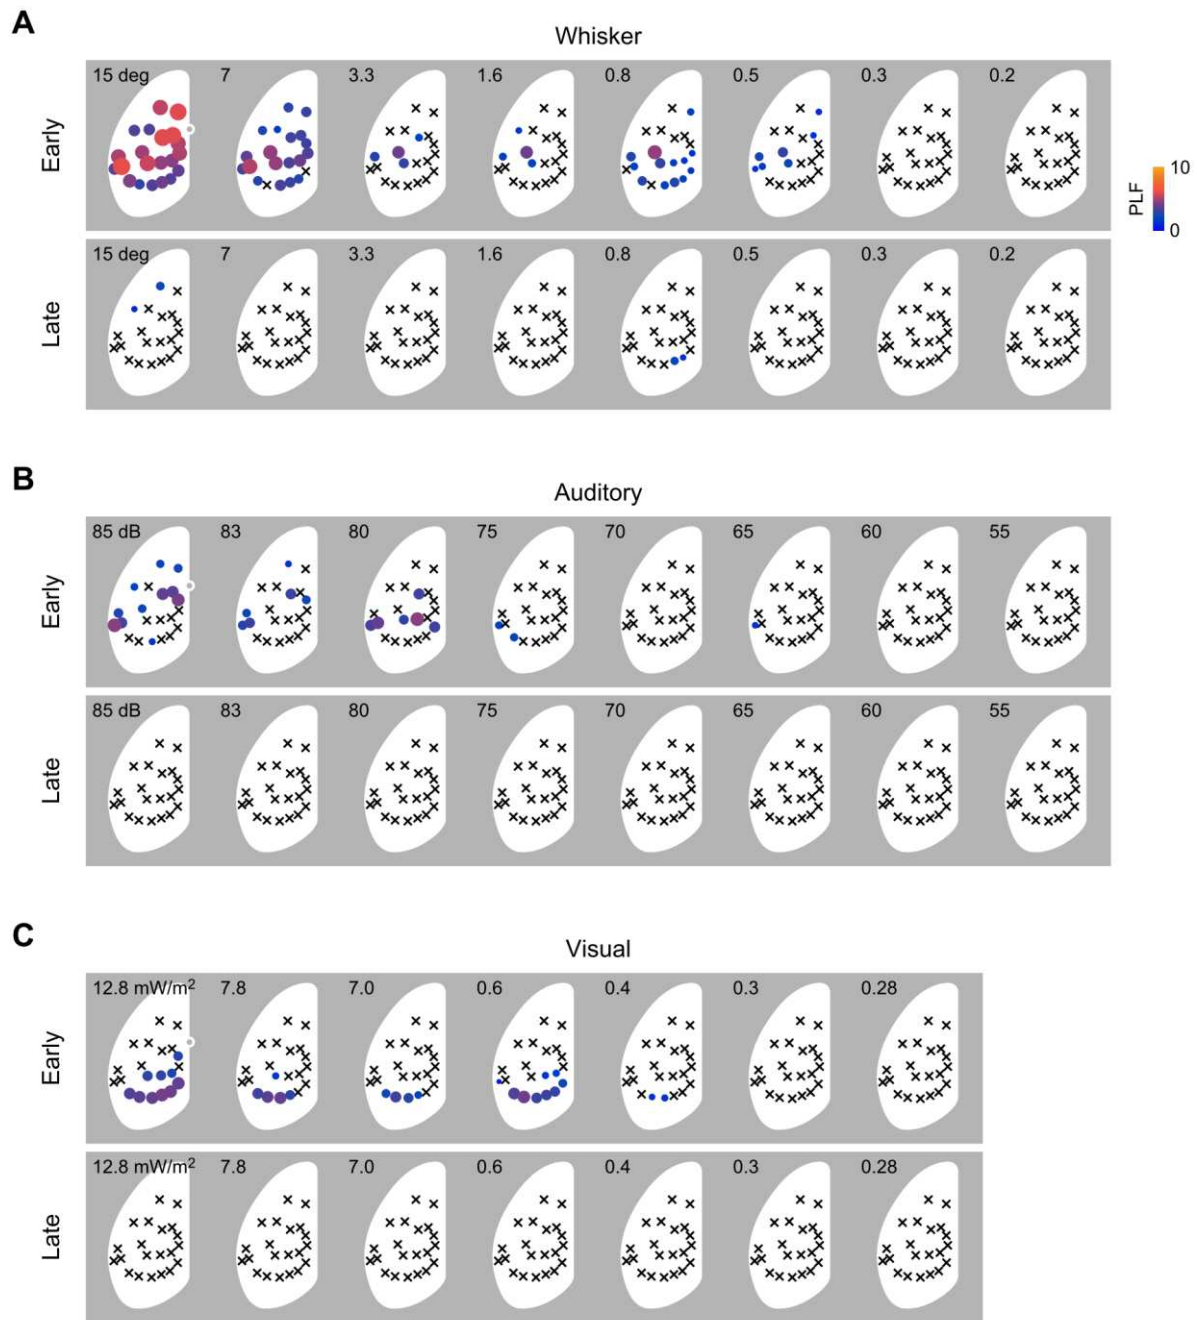 A
Whisker
Early
15 deg 7 3.3 1.6 0.8 0.5 0.3 0.2
PLF
10
0
Late
15 deg 7 3.3 1.6 0.8 0.5 0.3 0.2
B
Auditory
Early
85 dB 83 80 75 70 65 60 55
Late
85 dB 83 80 75 70 65 60 55
C
Visual
Early
12.8 mW/m² 7.8 7.0 0.6 0.4 0.3 0.28
Late
12.8 mW/m² 7.8 7.0 0.6 0.4 0.3 0.28